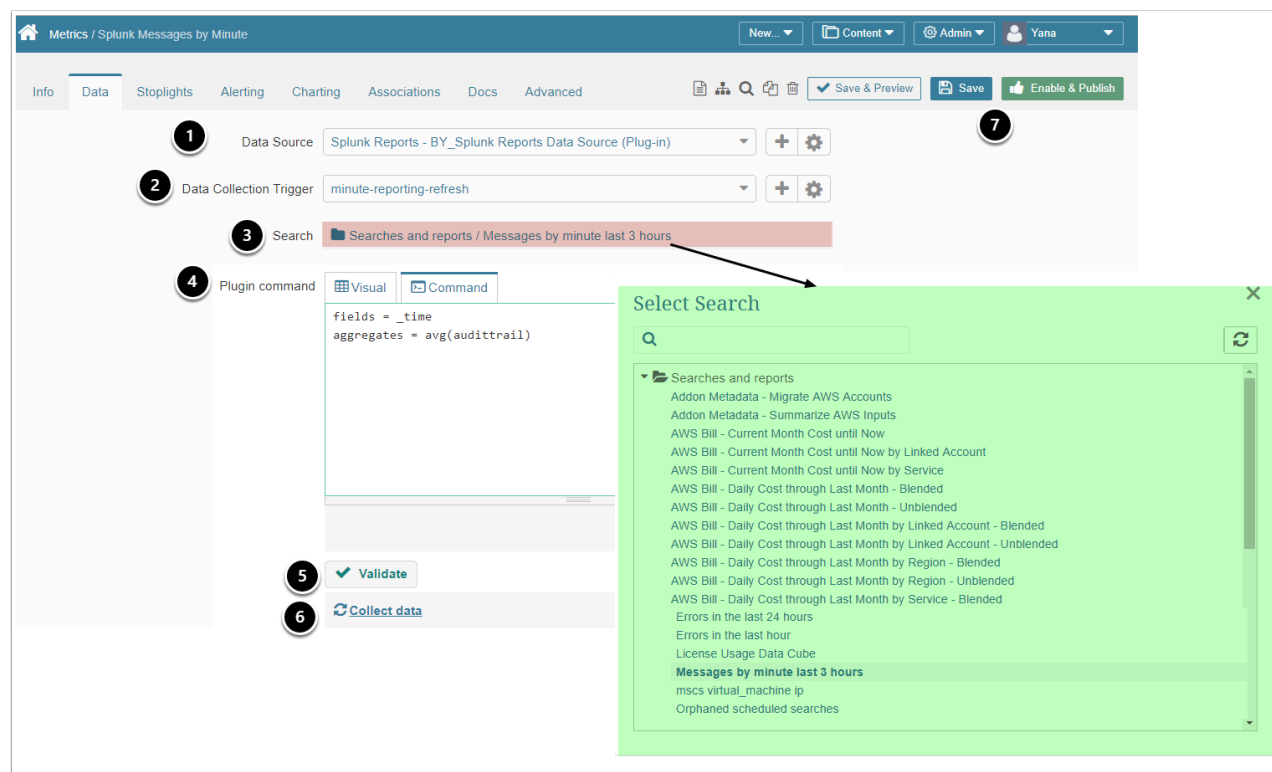 Metrics / Splunk Messages by Minute
New...
Content
Admin
Yana
Info
Data
Stoplights
Alerting
Charting
Associations
Docs
Advanced
Save & Preview
Save
Enable & Publish
7
1
Data Source
Splunk Reports - BY_Splunk Reports Data Source (Plug-in)
2
Data Collection Trigger
minute-reporting-refresh
3
Search
Searches and reports / Messages by minute last 3 hours
4
Plugin command
Visual
Command
fields = _time
aggregates = avg(audittrail)
5
Validate
6
Collect data
Select Search
Searches and reports
Addon Metadata - Migrate AWS Accounts
Addon Metadata - Summarize AWS Inputs
AWS Bill - Current Month Cost until Now
AWS Bill - Current Month Cost until Now by Linked Account
AWS Bill - Current Month Cost until Now by Service
AWS Bill - Daily Cost through Last Month - Blended
AWS Bill - Daily Cost through Last Month - Unblended
AWS Bill - Daily Cost through Last Month by Linked Account - Blended
AWS Bill - Daily Cost through Last Month by Linked Account - Unblended
AWS Bill - Daily Cost through Last Month by Region - Blended
AWS Bill - Daily Cost through Last Month by Region - Unblended
AWS Bill - Daily Cost through Last Month by Service - Blended
Errors in the last 24 hours
Errors in the last hour
License Usage Data Cube
Messages by minute last 3 hours
mscs virtual_machine ip
Orphaned scheduled searches